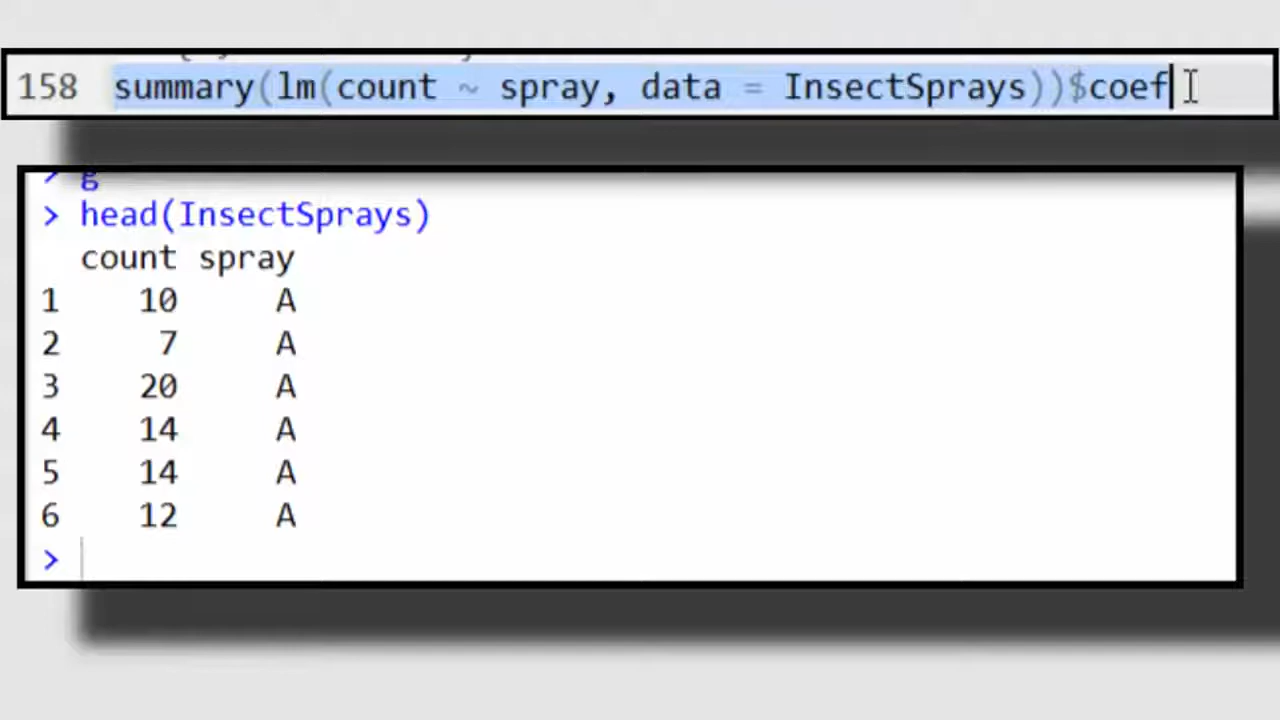 158 summary(lm(count ~ spray, data = InsectSprays))$coef
> g
> head(InsectSprays)
count spray
1 10 A
2 7 A
3 20 A
4 14 A
5 14 A
6 12 A
>